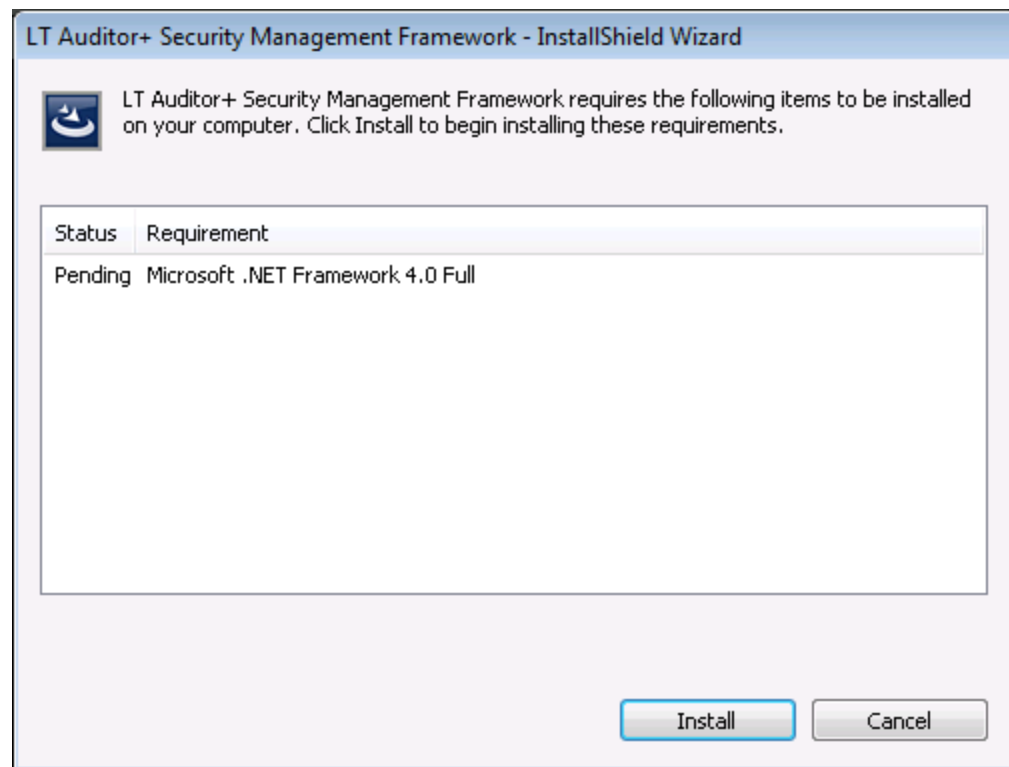 LT Auditor+ Security Management Framework - InstallShield Wizard
LT Auditor+ Security Management Framework requires the following items to be installed
on your computer. Click Install to begin installing these requirements.
Status Requirement
Pending Microsoft .NET Framework 4.0 Full
Install Cancel